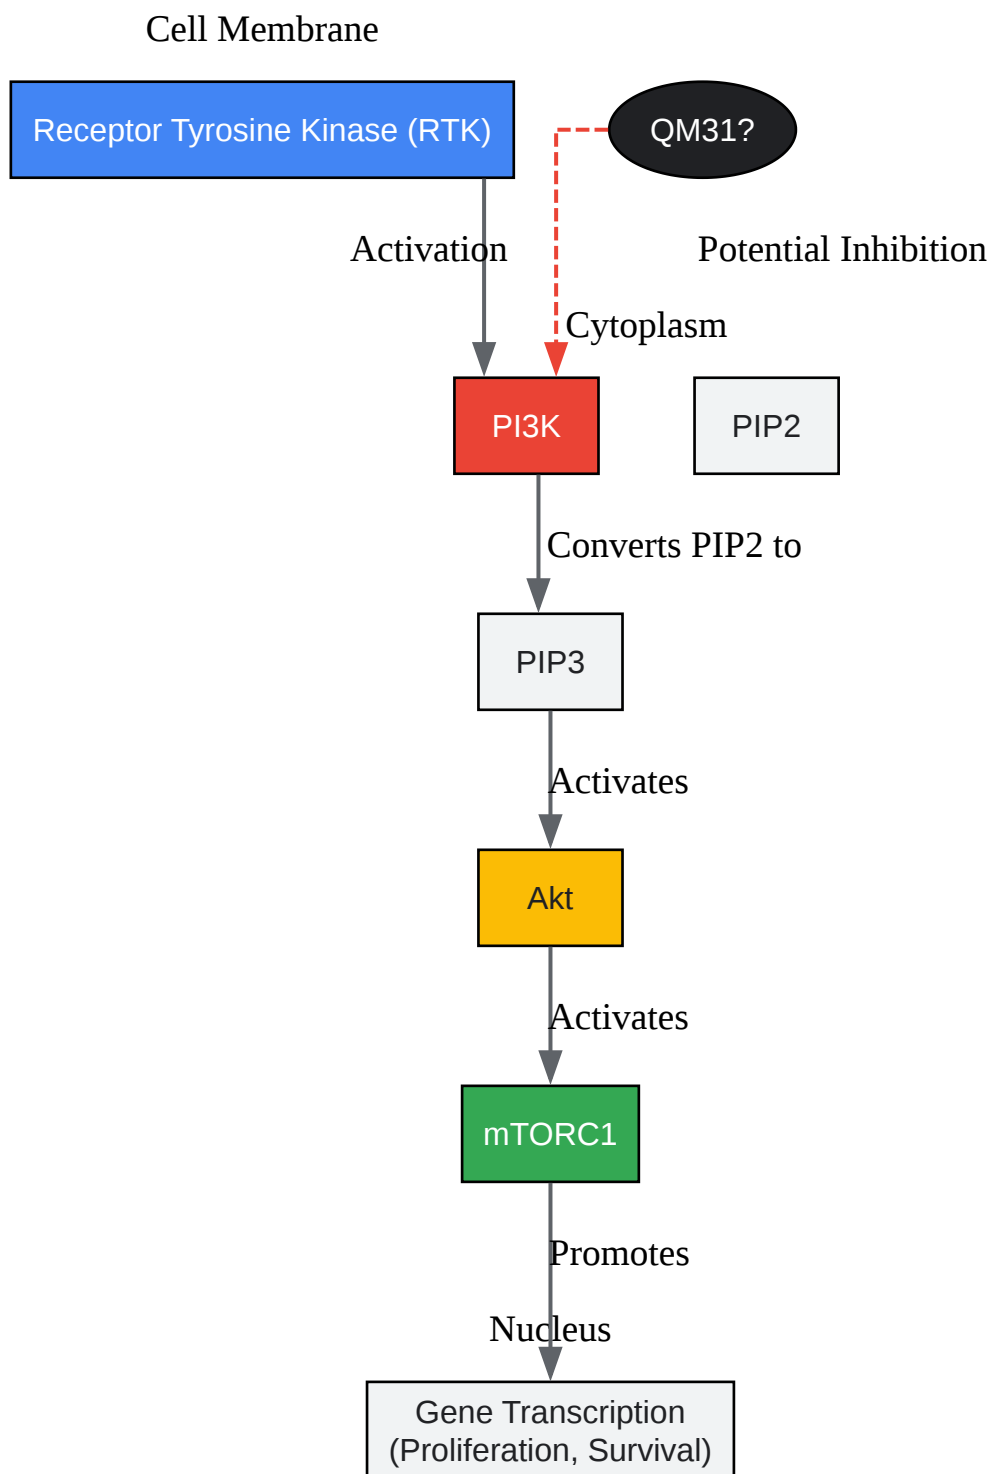 Cell Membrane
Receptor Tyrosine Kinase (RTK)
QM31?
Activation
Potential Inhibition
Cytoplasm
PI3K
PIP2
Converts PIP2 to
PIP3
Activates
Akt
Activates
mTORC1
Promotes
Nucleus
Gene Transcription
(Proliferation, Survival)